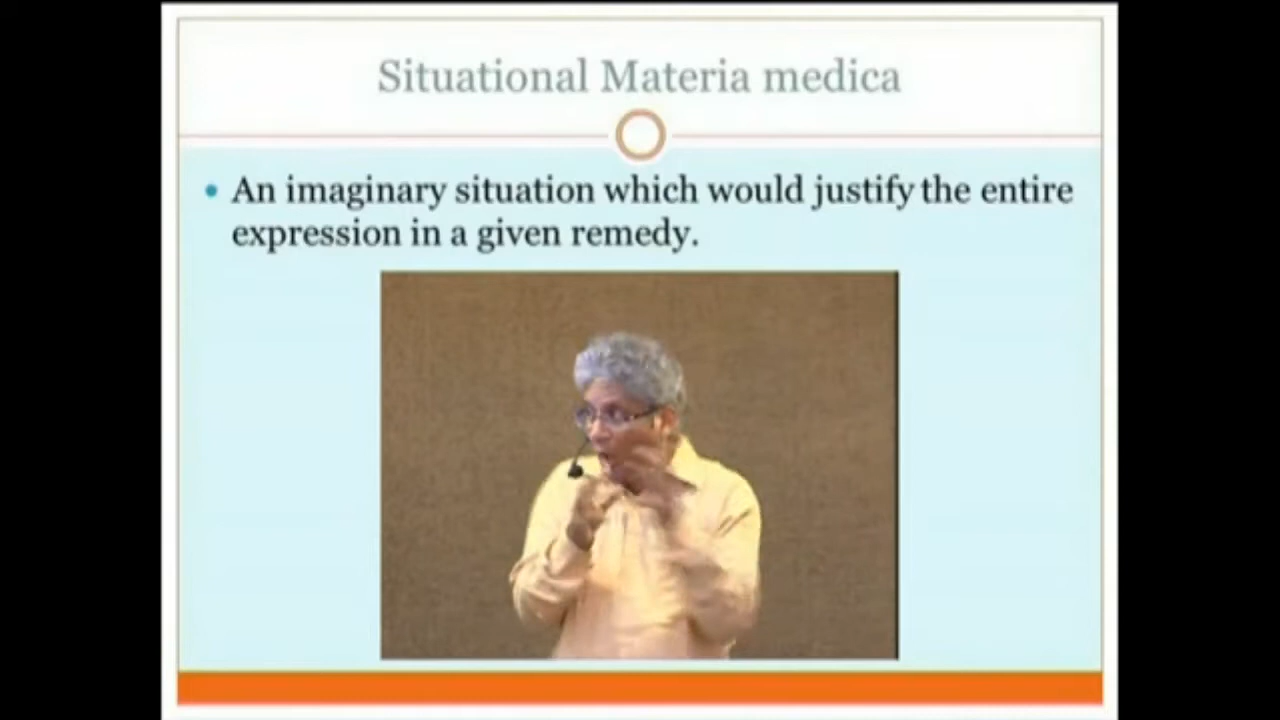 Situational Materia medica
An imaginary situation which would justify the entire
expression in a given remedy.